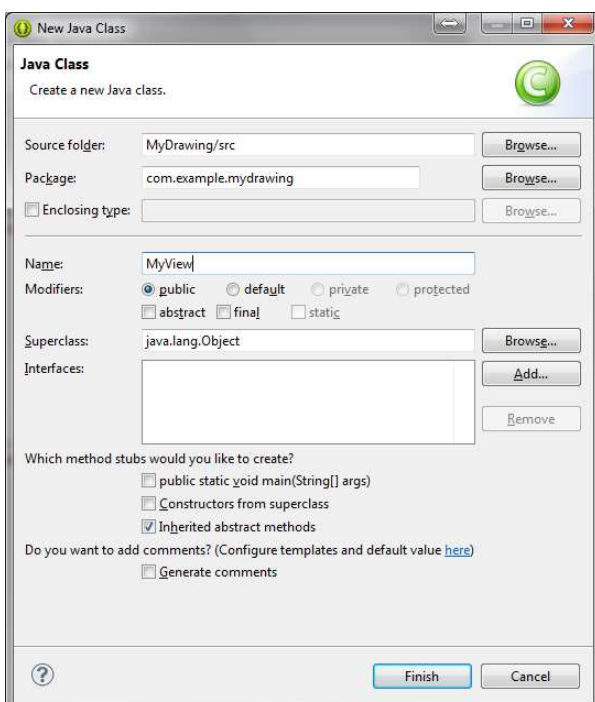 New Java Class
Java Class
Create a new Java class.
Source folder: MyDrawing/src Browse...
Package: com.example.mydrawing Browse...
Enclosing type: Browse...
Name: MyView
Modifiers: public default private protected
abstract final static
Superclass: java.lang.Object Browse...
Interfaces: Add...
Remove
Which method stubs would you like to create?
public static void main(String[] args)
Constructors from superclass
Inherited abstract methods
Do you want to add comments? (Configure templates and default value here)
Generate comments
Finish Cancel